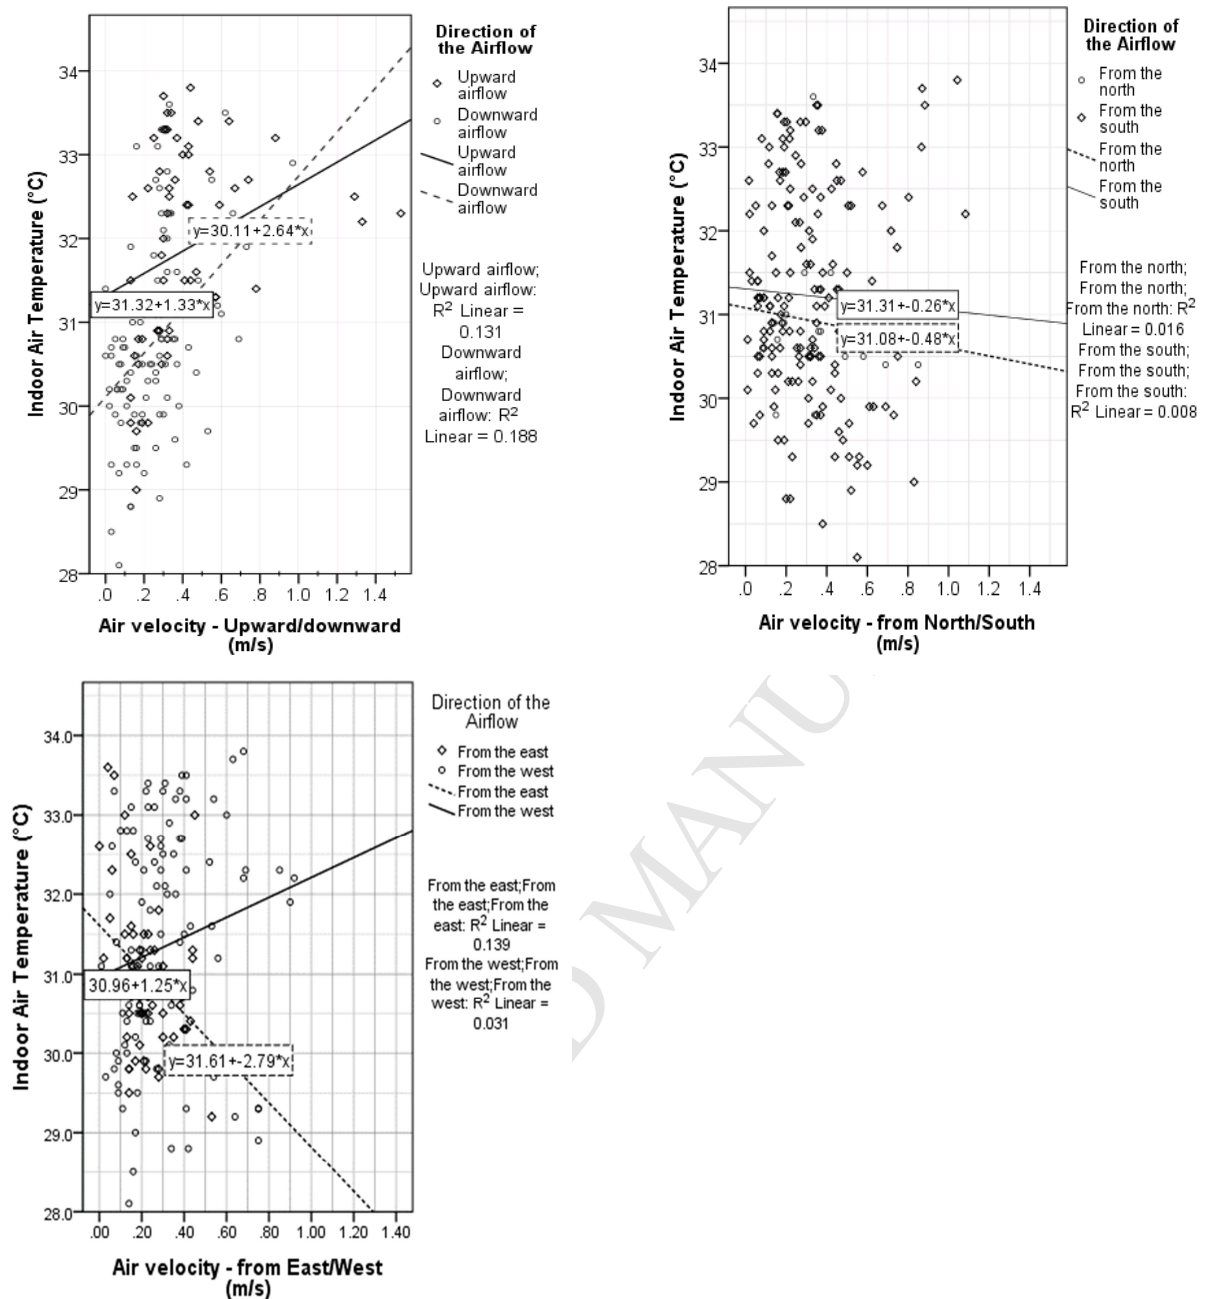 Direction of
the Airflow
Upward
airflow
Downward
airflow
Upward
airflow
Downward
airflow
Upward airflow;
Upward airflow:
R² Linear =
0.131
Downward
airflow;
Downward
airflow: R²
Linear = 0.188
Indoor Air Temperature (°C)
34
33
32
31
30
29
28
y=30.11+2.64*x
y=31.32+1.33*x
.0 .2 .4 .6 .8 1.0 1.2 1.4
Air velocity - Upward/downward
(m/s)
Direction of
the Airflow
From the
north
From the
south
From the
north
From the
south
From the north;
From the north;
From the north: R²
Linear = 0.016
From the south;
From the south;
From the south:
R² Linear = 0.008
Indoor Air Temperature (°C)
34
33
32
31
30
29
28
y=31.31+-0.26*x
y=31.08+-0.48*x
.0 .2 .4 .6 .8 1.0 1.2 1.4
Air velocity - from North/South
(m/s)
Direction of the
Airflow
From the east
From the west
From the east
From the west
From the east;From
the east;From the
east: R² Linear =
0.139
From the west;From
the west;From the
west: R² Linear =
0.031
Indoor Air Temperature (°C)
34.0
33.0
32.0
31.0
30.0
29.0
28.0
30.96+1.25*x
y=31.61+-2.79*x
.00 .20 .40 .60 .80 1.00 1.20 1.40
Air velocity - from East/West
(m/s)
D MANU